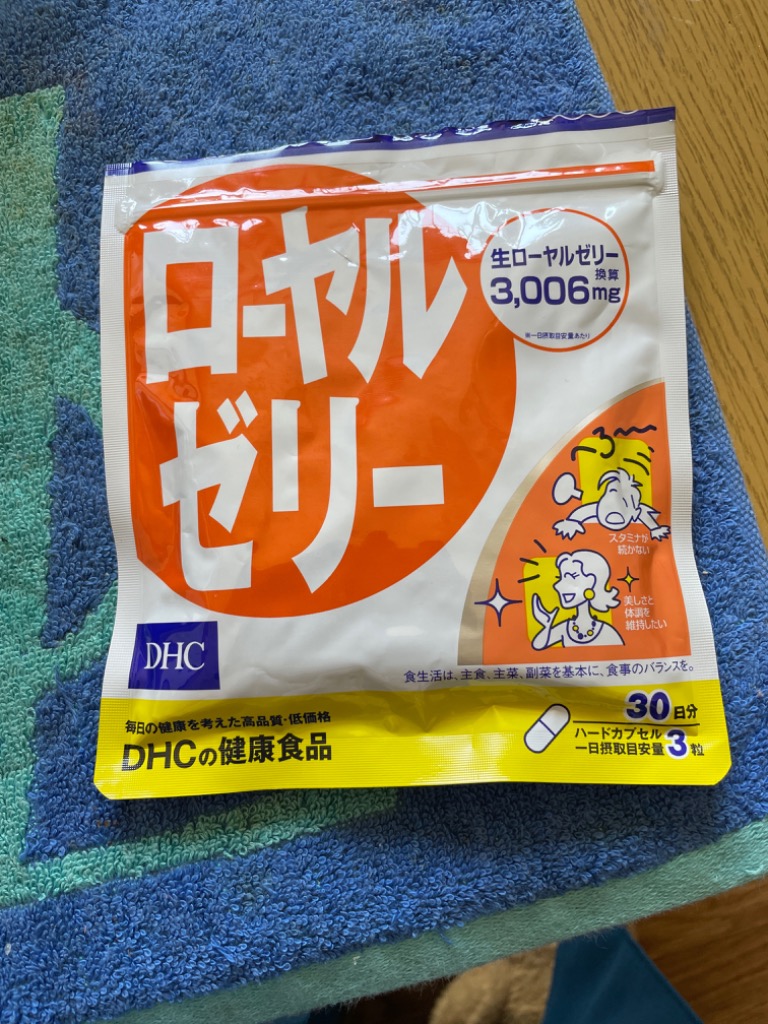 ローヤル
ゼリー
生ローヤルゼリー
換算
3,006mg
※一日摂取目安量あたり
スタミナが
続かない
美しさと
体調を
維持したい
DHC
食生活は、主食、主菜、副菜を基本に、食事のバランスを。
毎日の健康を考えた高品質・低価格
DHCの健康食品
30日分
ハードカプセル
一日摂取目安量 3粒